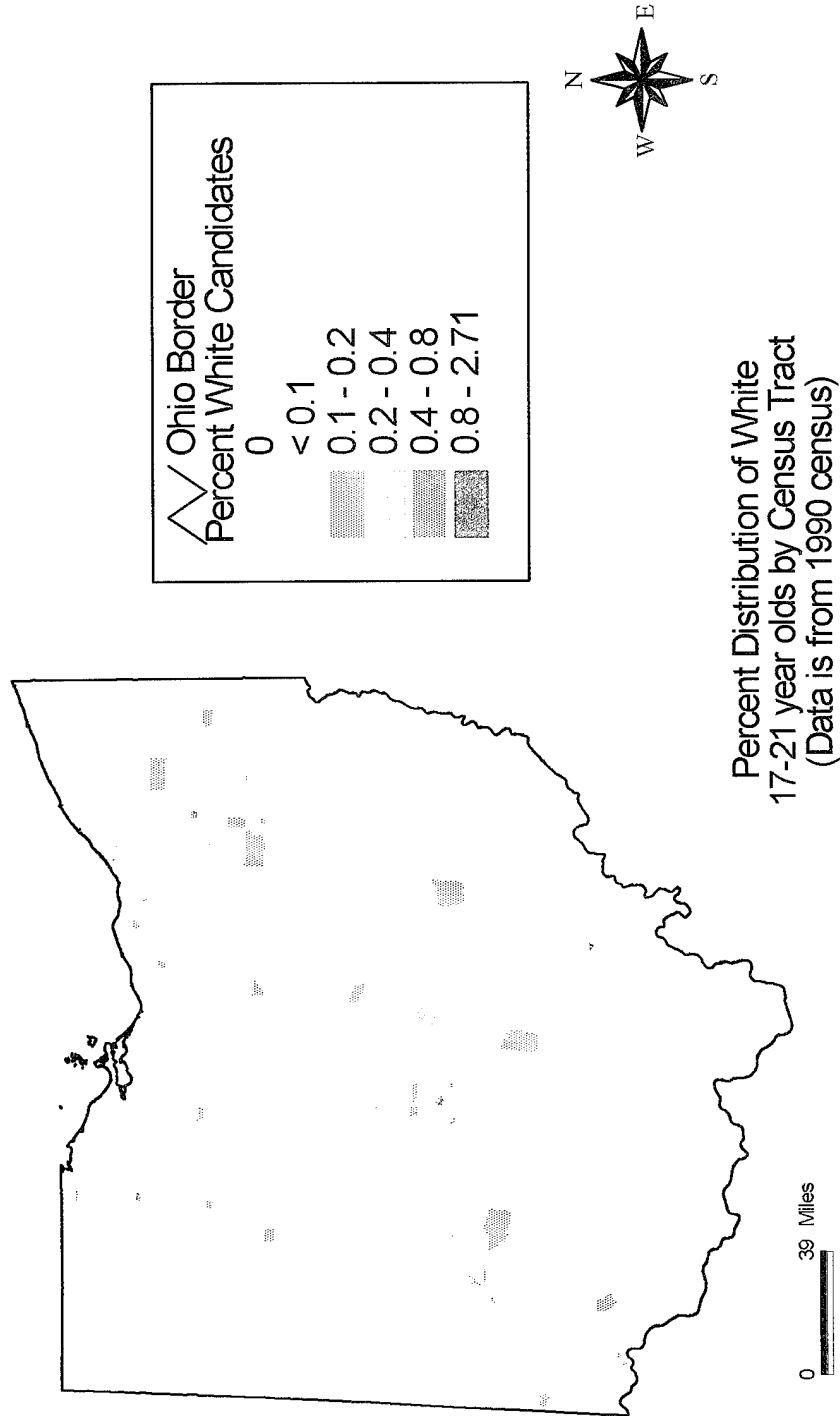 Ohio Border
Percent White Candidates
0
< 0.1
0.1 - 0.2
0.2 - 0.4
0.4 - 0.8
0.8 - 2.71
N
W
E
S
Percent Distribution of White
17-21 year olds by Census Tract
(Data is from 1990 census)
0 39 Miles